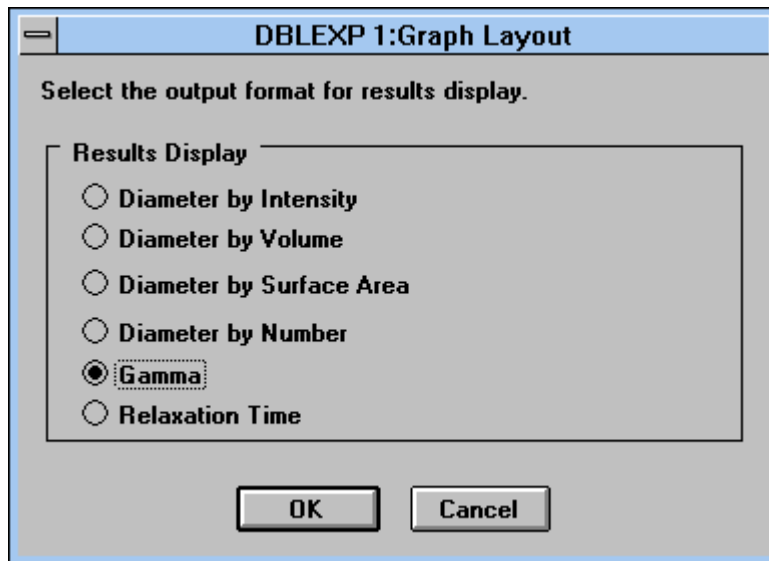 DBLEXP 1:Graph Layout
Select the output format for results display.
Results Display
Diameter by Intensity
Diameter by Volume
Diameter by Surface Area
Diameter by Number
Gamma
Relaxation Time
OK
Cancel